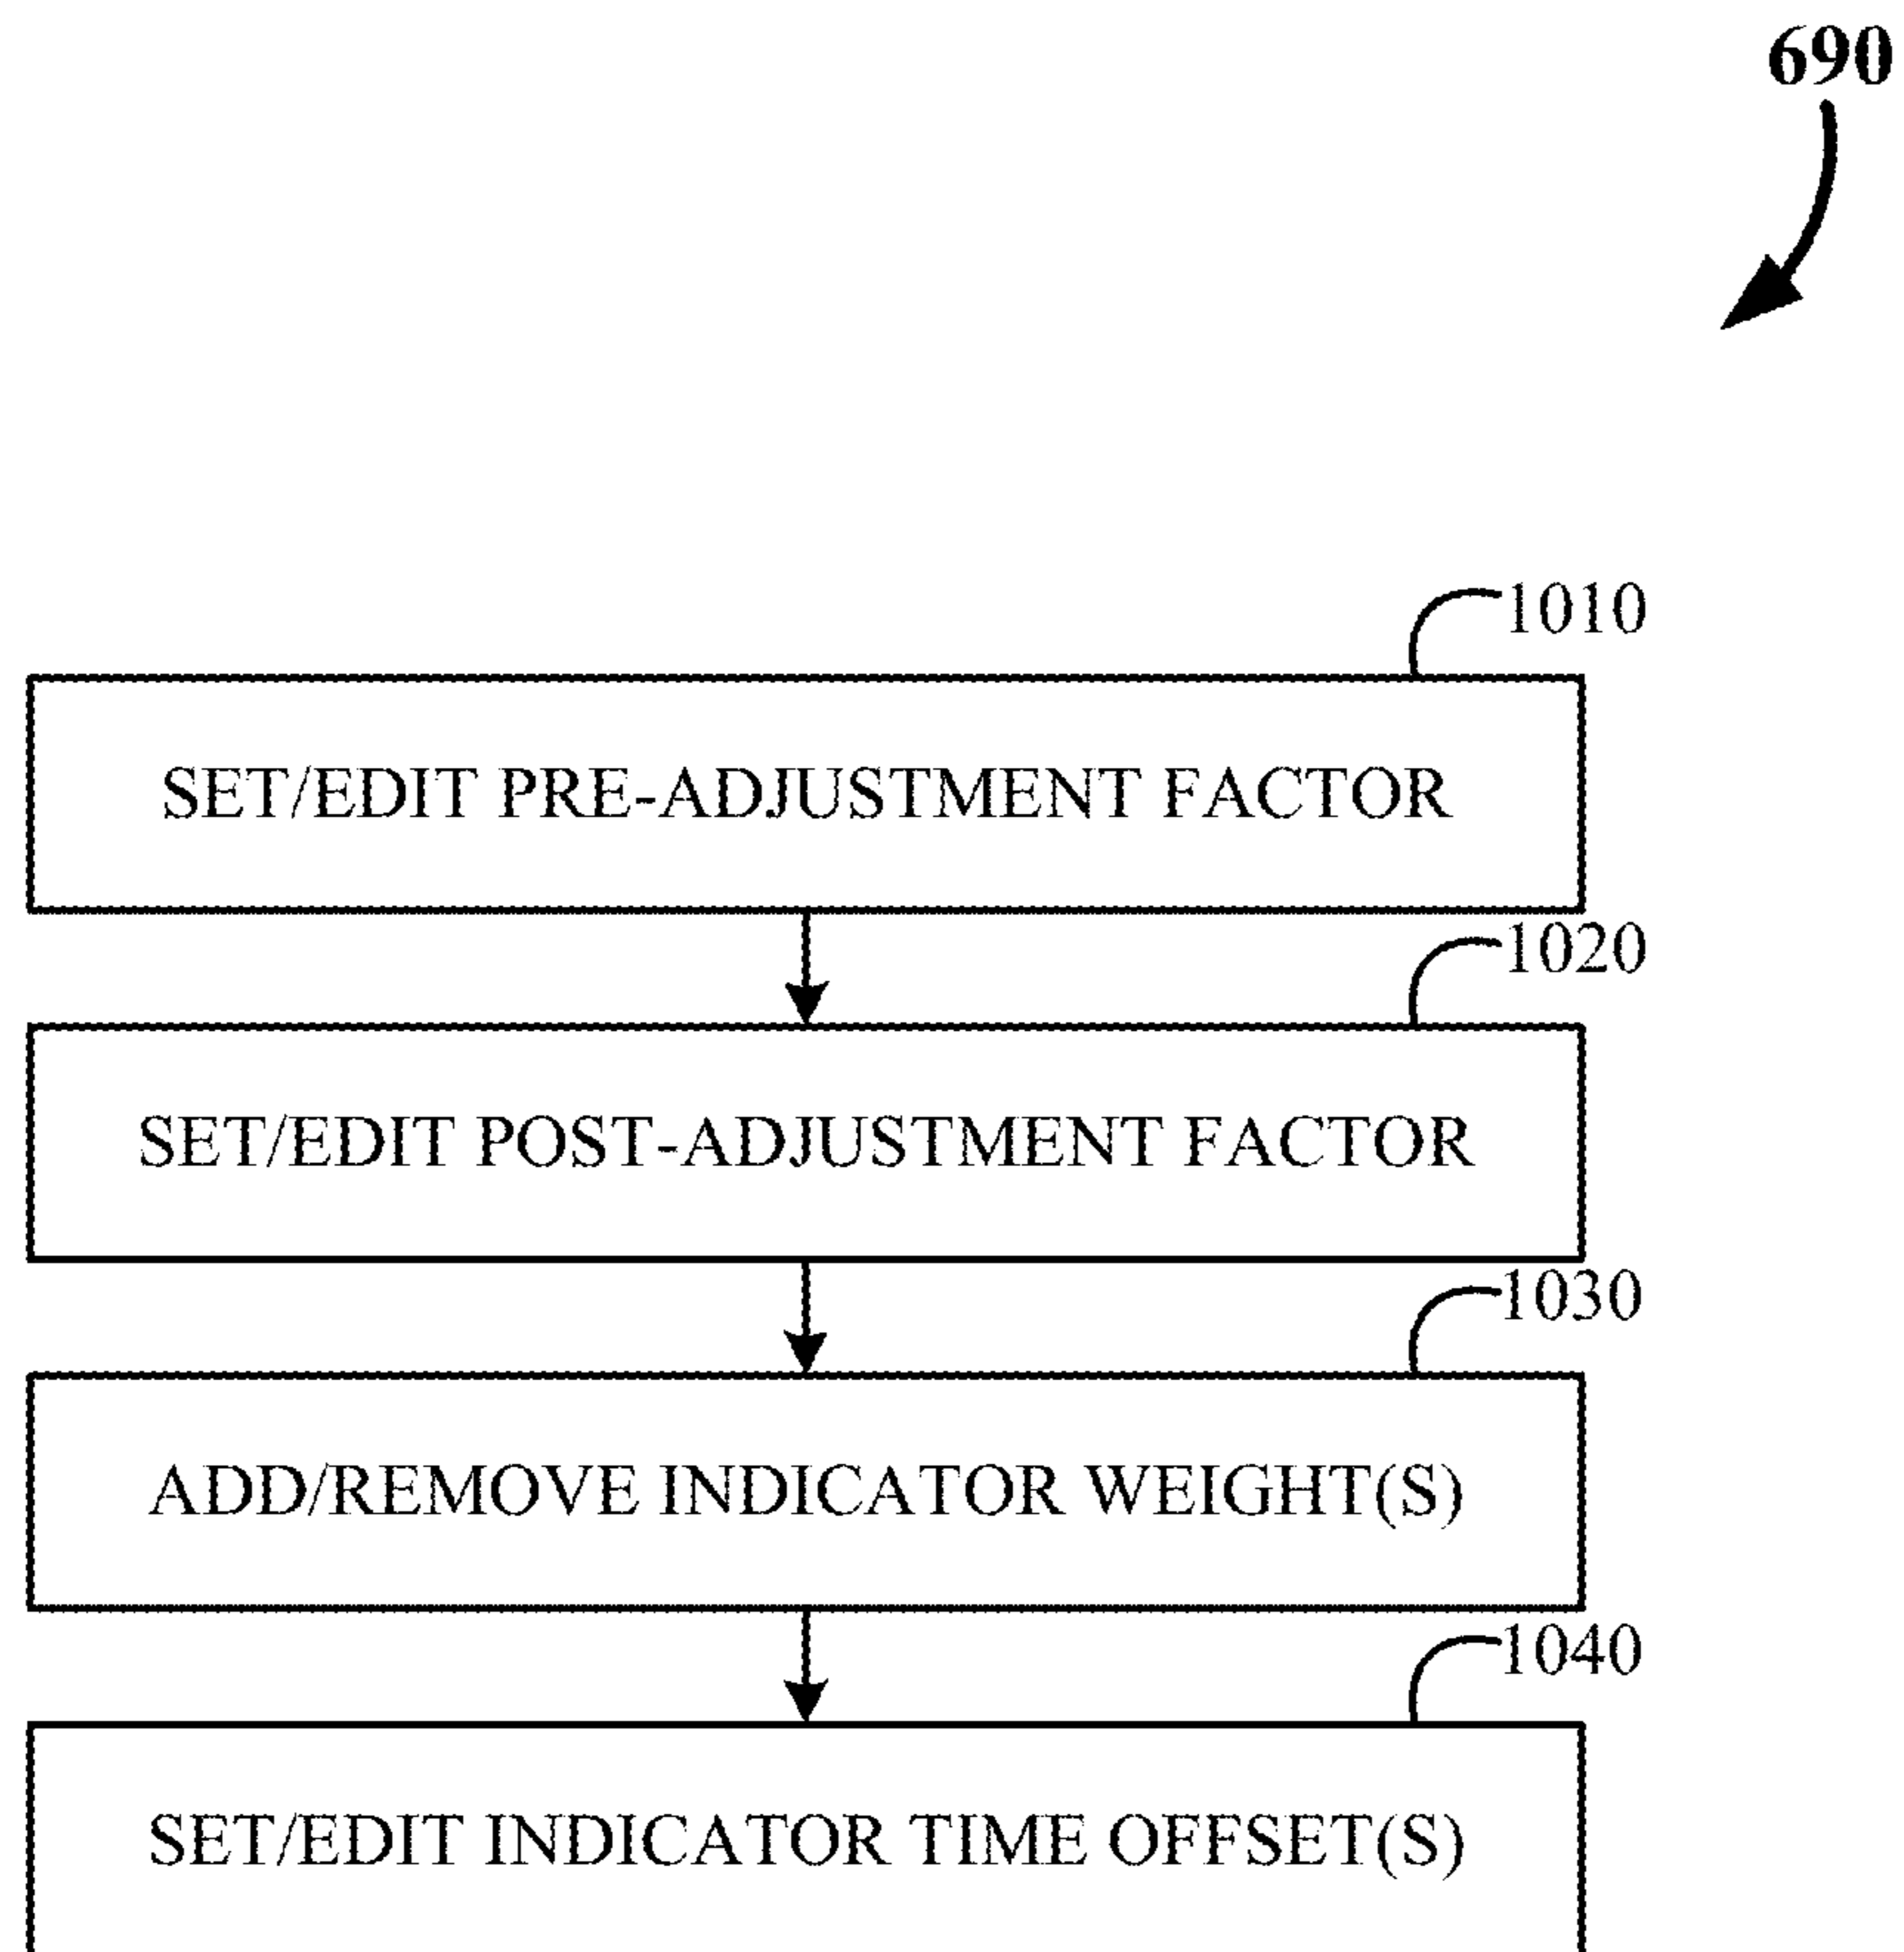 690
1010
SET/EDIT PRE-ADJUSTMENT FACTOR
1020
SET/EDIT POST-ADJUSTMENT FACTOR
1030
ADD/REMOVE INDICATOR WEIGHT(S)
1040
SET/EDIT INDICATOR TIME OFFSET(S)